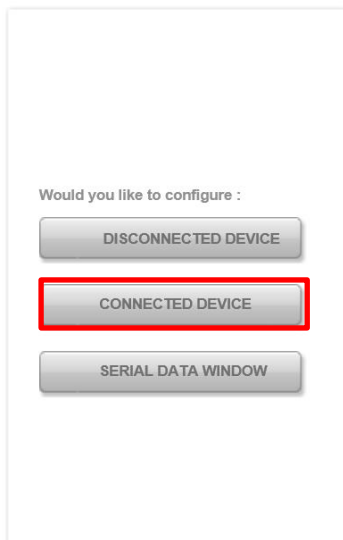 Would you like to configure :
DISCONNECTED DEVICE
CONNECTED DEVICE
SERIAL DATA WINDOW